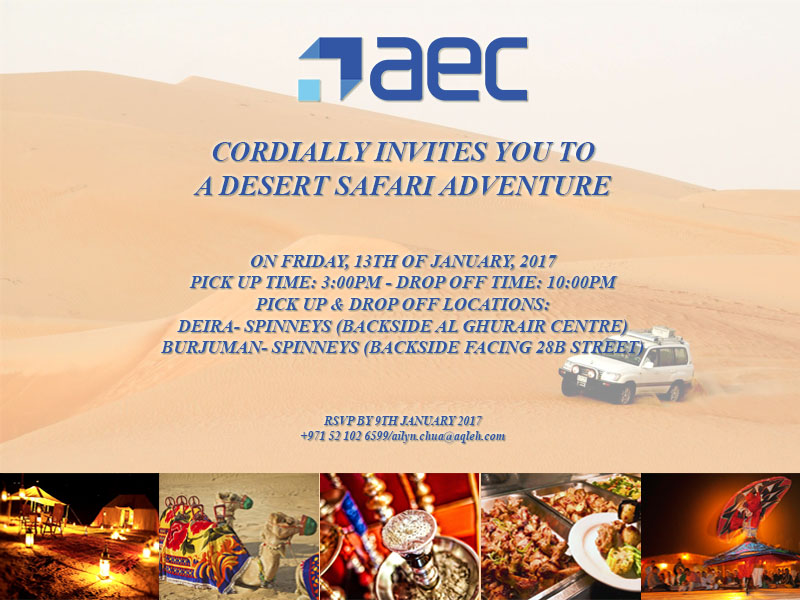 aec
CORDIALLY INVITES YOU TO
A DESERT SAFARI ADVENTURE
ON FRIDAY, 13TH OF JANUARY, 2017
PICK UP TIME: 3:00PM - DROP OFF TIME: 10:00PM
PICK UP & DROP OFF LOCATIONS:
DEIRA- SPINNEYS (BACKSIDE AL GHURAIR CENTRE)
BURJUMAN- SPINNEYS (BACKSIDE FACING 28B STREET)
RSVP BY 9TH JANUARY 2017
+971 52 102 6599/ailyn.chua@aqleh.com